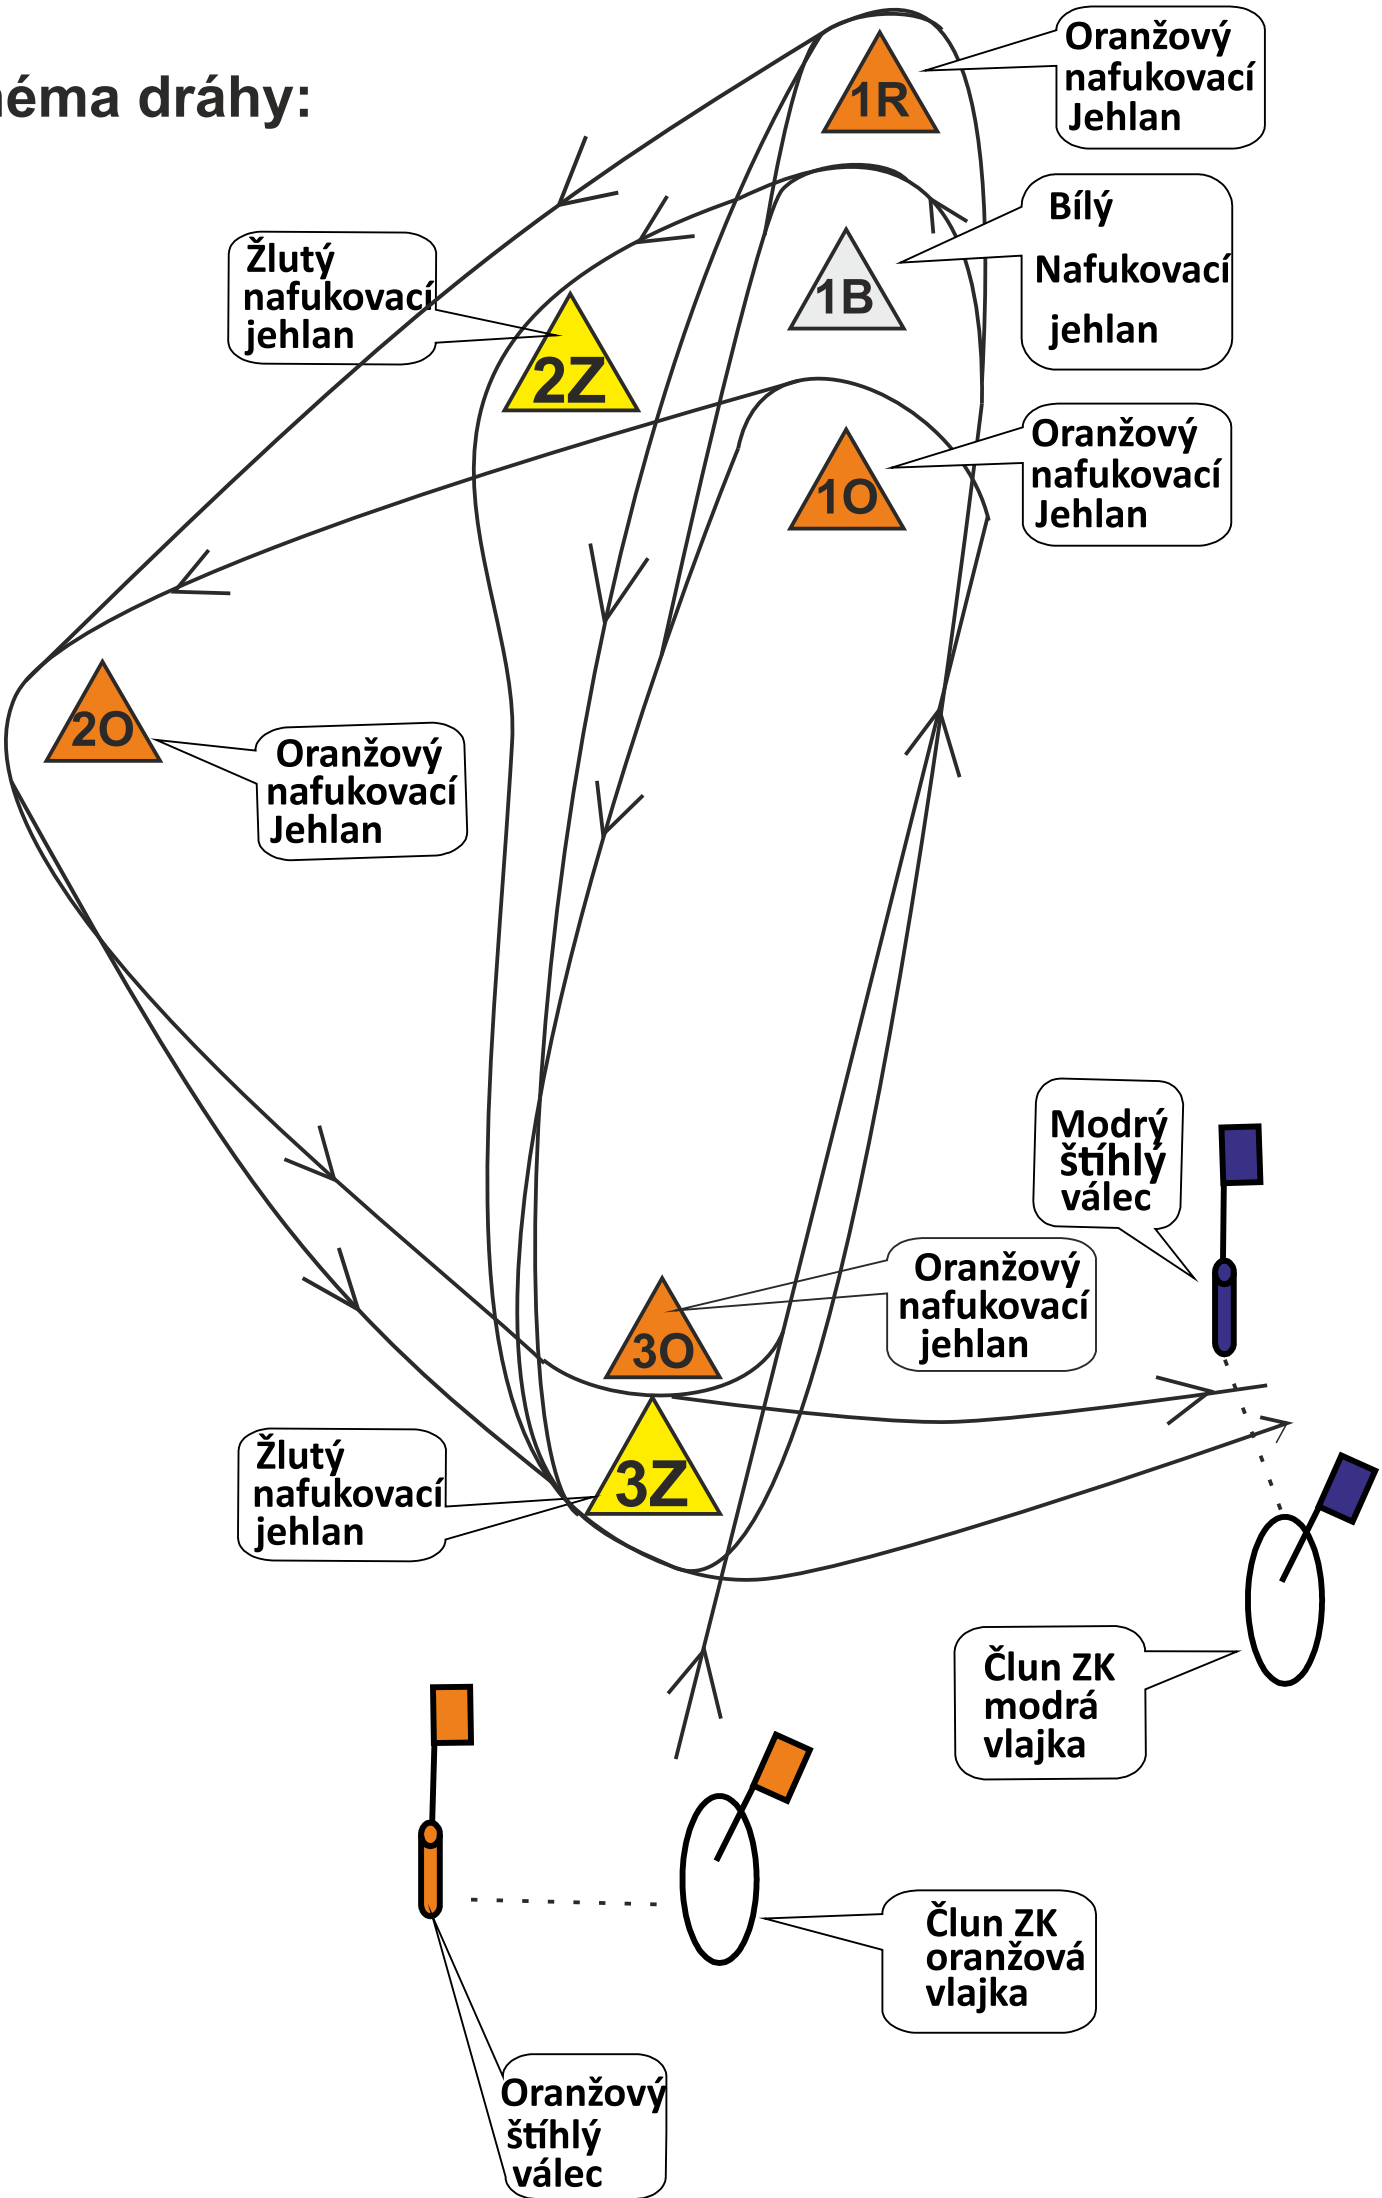 néma dráhy:
1R
Oranžový
nafukovací
Jehlan
Bílý
Nafukovací
jehlan
1B
Žlutý
nafukovací
jehlan
2Z
Oranžový
nafukovací
Jehlan
1O
2O
Oranžový
nafukovací
Jehlan
Modrý
štíhlý
válec
Oranžový
nafukovací
jehlan
3O
Žlutý
nafukovací
jehlan
3Z
Člun ZK
modrá
vlajka
Člun ZK
oranžová
vlajka
Oranžový
štíhlý
válec